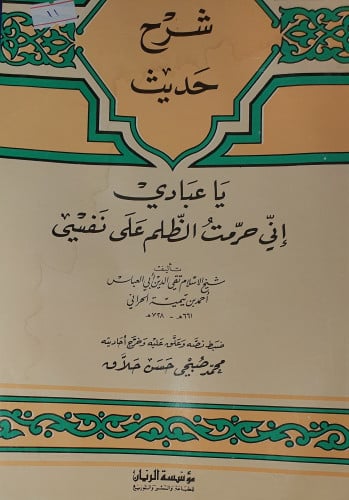 ١١
شرح
حديث
يا عبادي
إني حرمت الظلم على نفسي
تأليف
شيخ الإسلام تقي الدين أبي العباس
أحمد بن تيمية الحراني
٦٦١هـ - ٧٢٨هـ
ضبط نصه وعلق عليه وخرج أحاديثه
محمد صبحي حسن حلاق
مؤسسة الريان
للطباعة والنشر والتوزيع